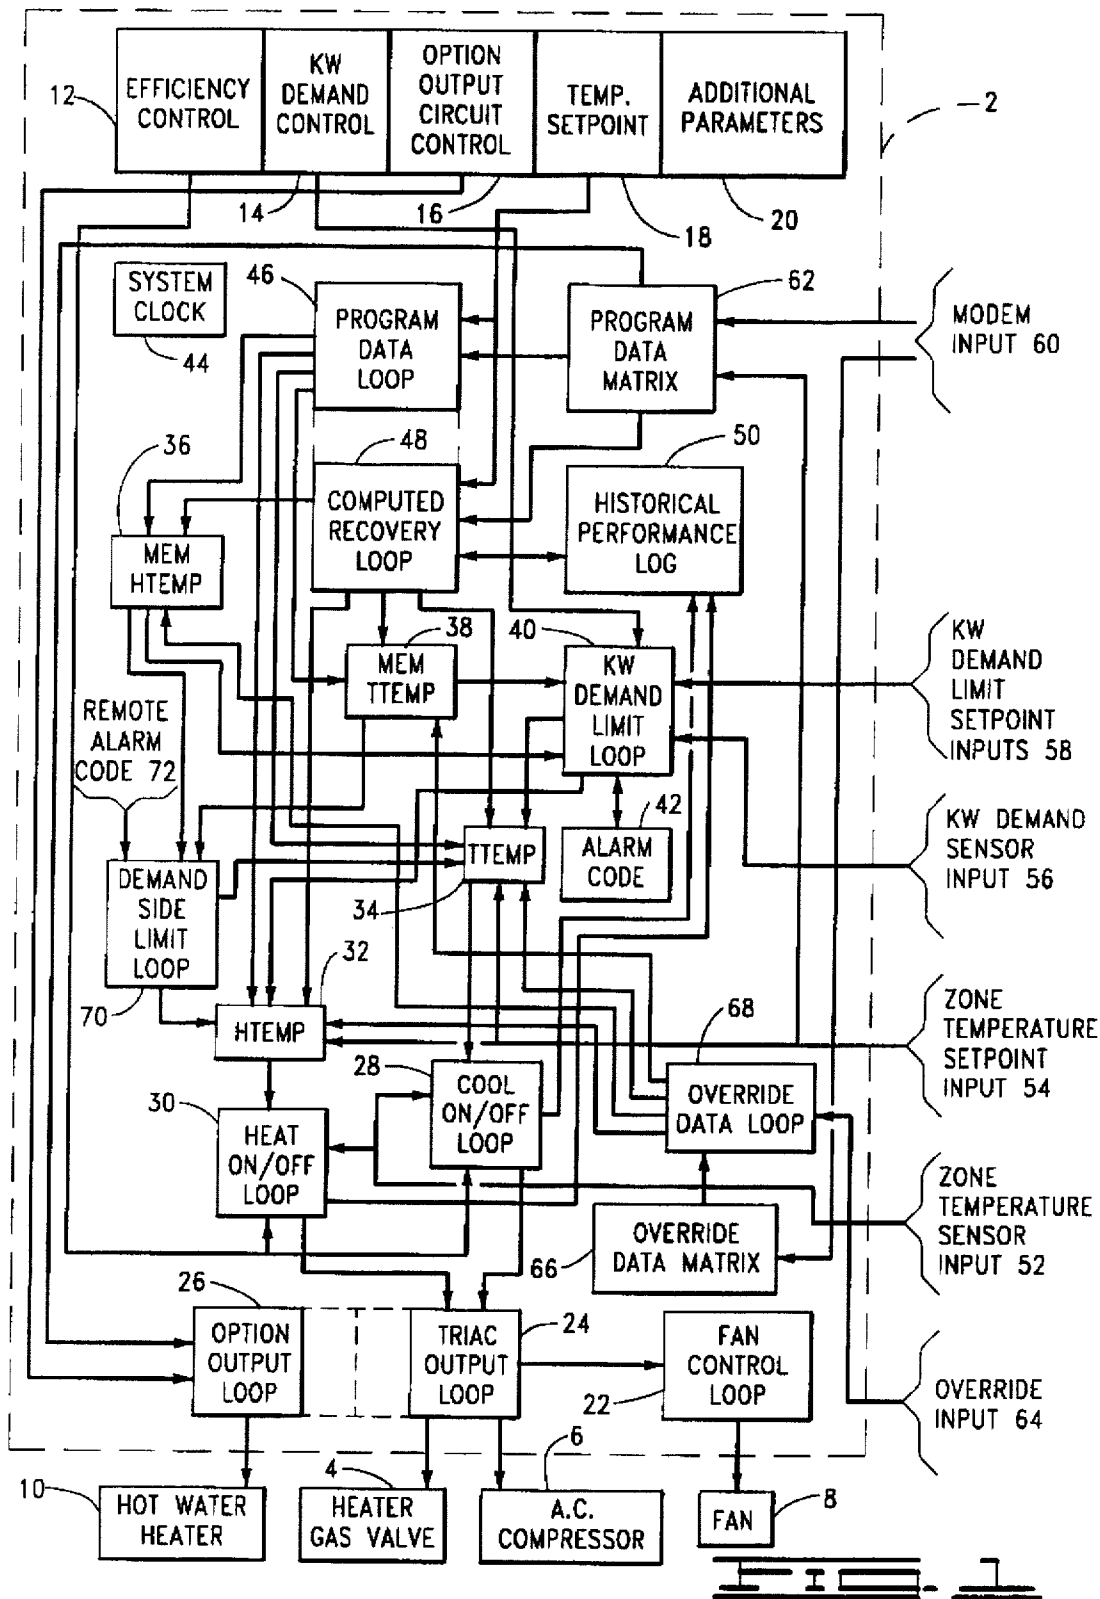 EFFICIENCY
CONTROL
KW
DEMAND
CONTROL
OPTION
OUTPUT
CIRCUIT
CONTROL
TEMP.
SETPOINT
ADDITIONAL
PARAMETERS
12
2
14
16
18
20
SYSTEM
CLOCK
44
46
PROGRAM
DATA
LOOP
62
PROGRAM
DATA
MATRIX
MODEM
INPUT 60
36
MEM
HTEMP
48
COMPUTED
RECOVERY
LOOP
50
HISTORICAL
PERFORMANCE
LOG
38
MEM
TTEMP
40
KW
DEMAND
LIMIT
LOOP
KW
DEMAND
LIMIT
SETPOINT
INPUTS 58
REMOTE
ALARM
CODE 72
TTEMP
34
ALARM
CODE
42
KW DEMAND
SENSOR
INPUT 56
DEMAND
SIDE
LIMIT
LOOP
70
32
HTEMP
68
OVERRIDE
DATA LOOP
ZONE
TEMPERATURE
SETPOINT
INPUT 54
30
HEAT
ON/OFF
LOOP
28
COOL
ON/OFF
LOOP
66
OVERRIDE
DATA MATRIX
ZONE
TEMPERATURE
SENSOR
INPUT 52
26
OPTION
OUTPUT
LOOP
TRIAC
OUTPUT
LOOP
24
FAN
CONTROL
LOOP
22
OVERRIDE
INPUT 64
10
HOT WATER
HEATER
4
HEATER
GAS VALVE
6
A.C.
COMPRESSOR
FAN
8
FIG. 1